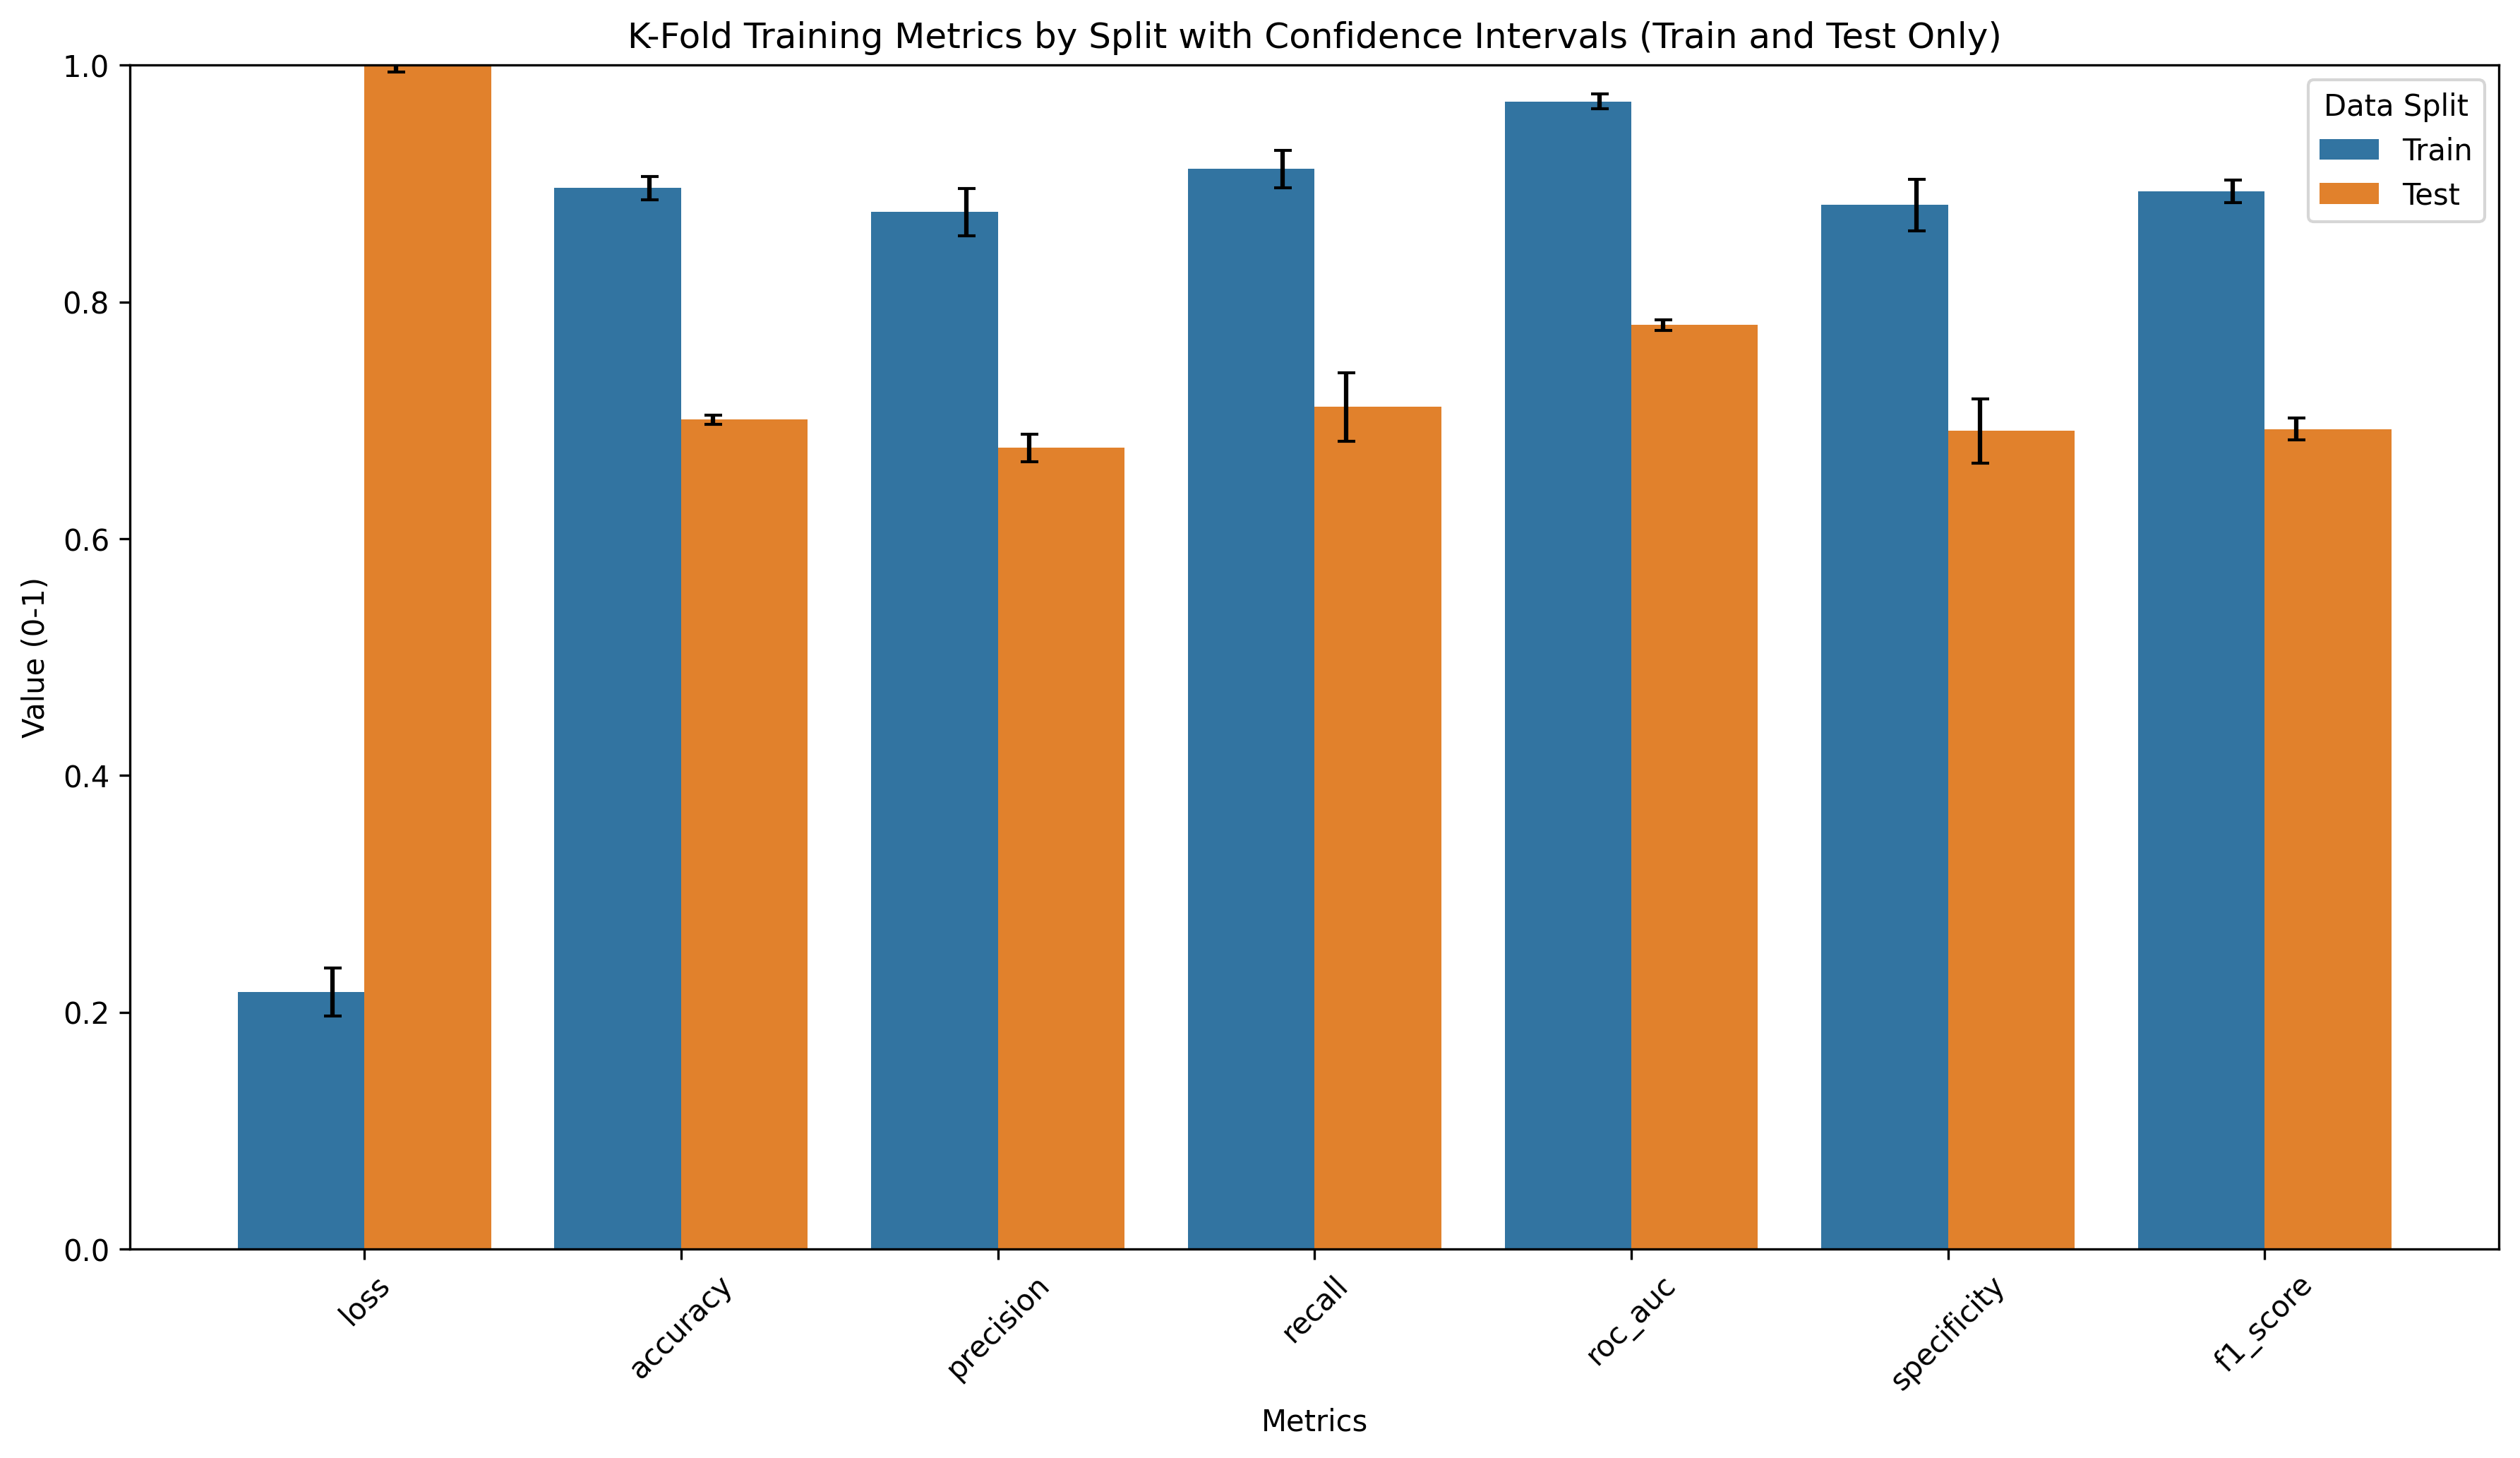 K-Fold Training Metrics by Split with Confidence Intervals (Train and Test Only)
Data Split
Train
Test
Value (0-1)
1.0
0.8
0.6
0.4
0.2
0.0
loss
accuracy
precision
recall
roc_auc
specificity
f1_score
Metrics